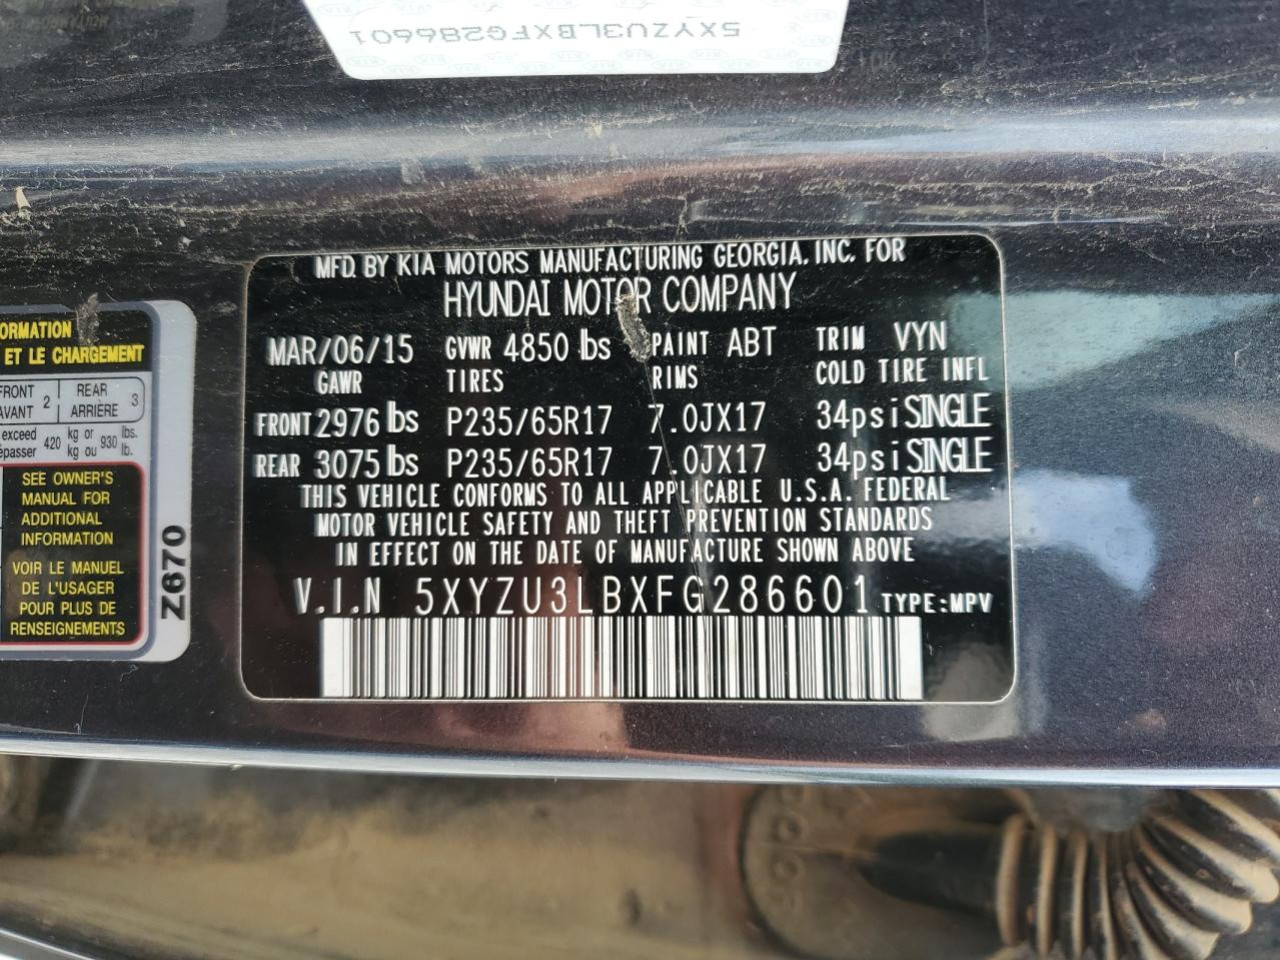 5XYZU3LBXFG286601
MFD. BY KIA MOTORS MANUFACTURING GEORGIA, INC. FOR
HYUNDAI MOTOR COMPANY
MAR/06/15 GVWR 4850 lbs PAINT ABT TRIM VYN
GAWR TIRES RIMS COLD TIRE INFL
FRONT 2976 lbs P235/65R17 7.0JX17 34psi SINGLE
REAR 3075 lbs P235/65R17 7.0JX17 34psi SINGLE
THIS VEHICLE CONFORMS TO ALL APPLICABLE U.S.A. FEDERAL
MOTOR VEHICLE SAFETY AND THEFT PREVENTION STANDARDS
IN EFFECT ON THE DATE OF MANUFACTURE SHOWN ABOVE
V.I.N 5XYZU3LBXFG286601 TYPE:MPV
ORMATION
ET LE CHARGEMENT
FRONT 2 REAR 3
AVANT ARRIÈRE
exceed 420 kg or 930 lbs.
épasser kg ou lb.
SEE OWNER'S
MANUAL FOR
ADDITIONAL
INFORMATION
VOIR LE MANUEL
DE L'USAGER
POUR PLUS DE
RENSEIGNEMENTS
Z670